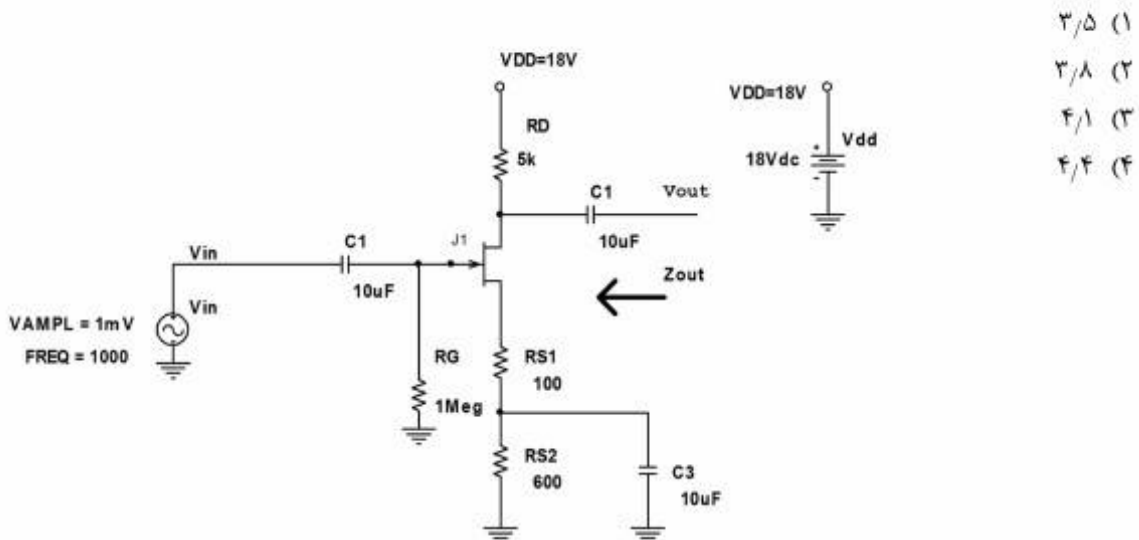 ۱) ۳٫۵
۲) ۳٫۸
۳) ۴٫۱
۴) ۴٫۴
VDD=18V
RD
5k
VDD=18V
Vdd
18Vdc
C1
Vout
10uF
J1
C1
Vin
10uF
Zout
Vin
VAMPL = 1mV
FREQ = 1000
RG
1Meg
RS1
100
RS2
600
C3
10uF